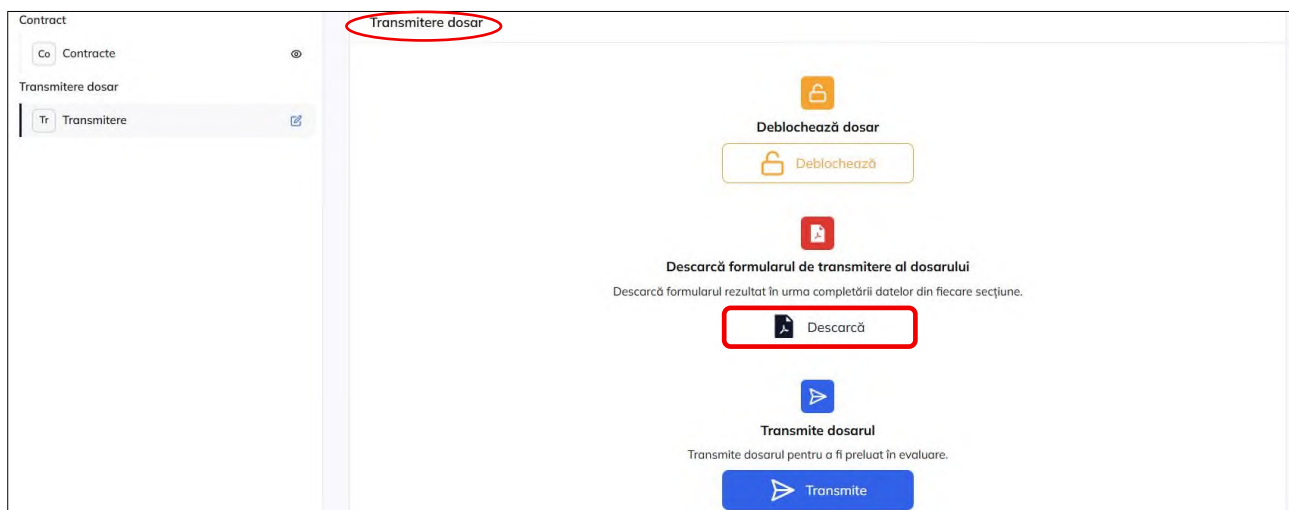 Contract
Co Contracte
Transmitere dosar
Tr Transmitere
Transmitere dosar
Deblochează dosar
Deblochează
Descarcă formularul de transmitere al dosarului
Descarcă formularul rezultat în urma completării datelor din fiecare secțiune.
Descarcă
Transmite dosarul
Transmite dosarul pentru a fi preluat în evaluare.
Transmite